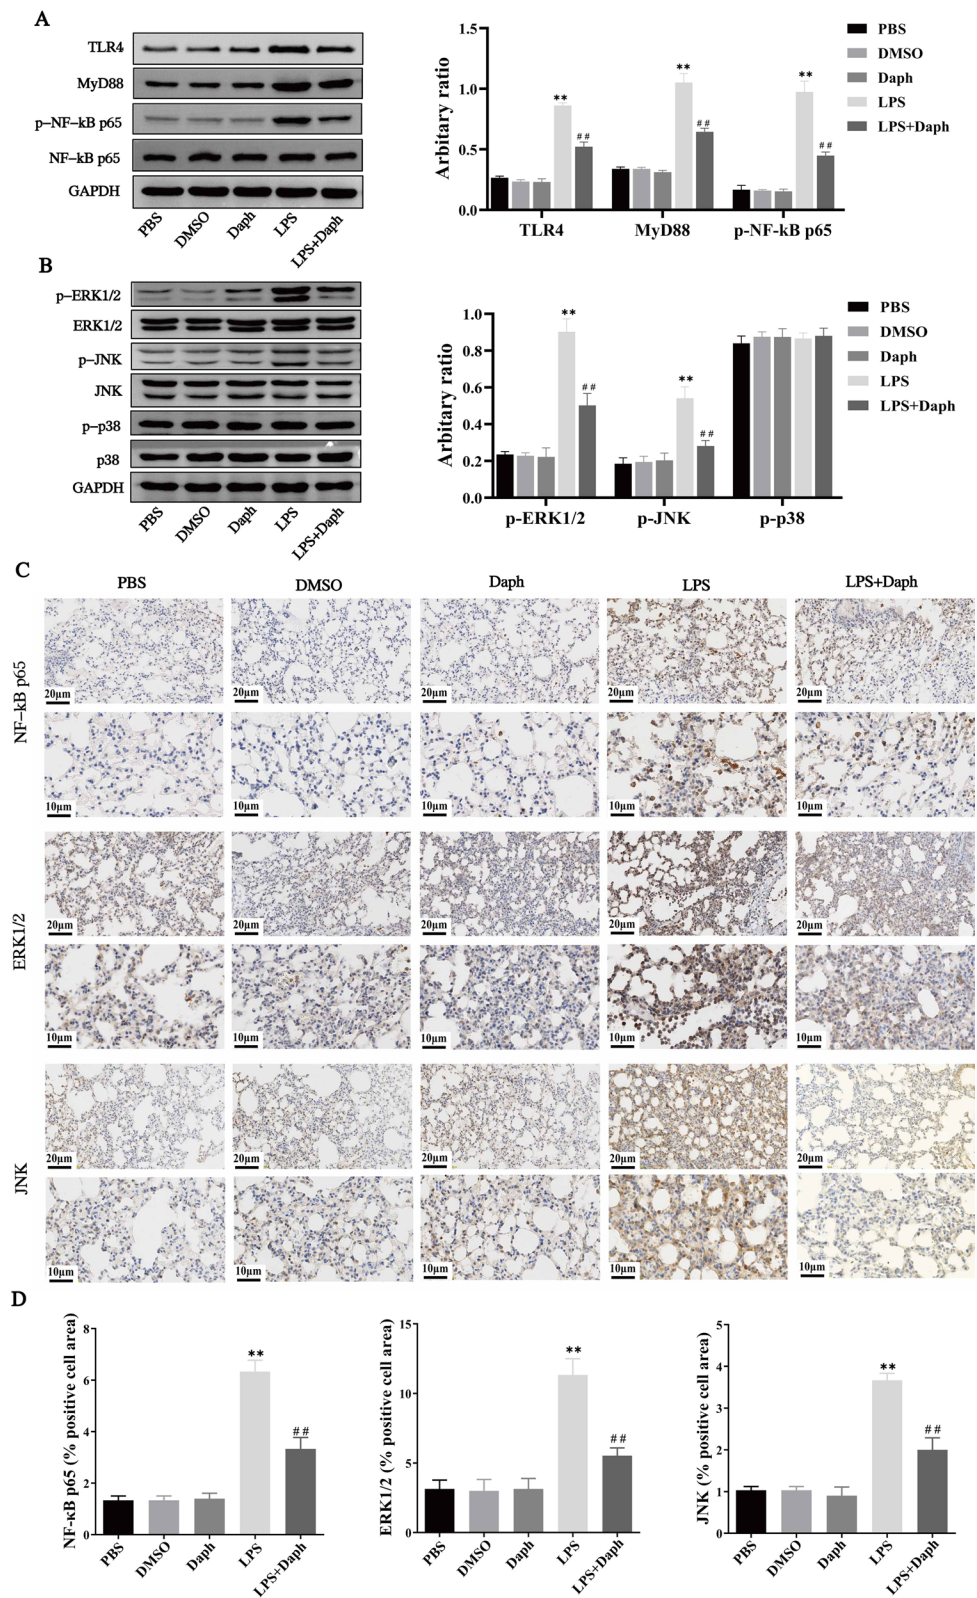 A
TLR4
MyD88
p-NF-kB p65
NF-kB p65
GAPDH
PBS DMSO Daph LPS LPS+Daph
Arbitary ratio
1.5
1.0
0.5
0.0
** ## ** ## ** ##
TLR4 MyD88 p-NF-kB p65
PBS
DMSO
Daph
LPS
LPS+Daph
B
p-ERK1/2
ERK1/2
p-JNK
JNK
p-p38
p38
GAPDH
PBS DMSO Daph LPS LPS+Daph
Arbitary ratio
1.0
0.8
0.6
0.4
0.2
0.0
** ## ** ##
p-ERK1/2 p-JNK p-p38
PBS
DMSO
Daph
LPS
LPS+Daph
C
PBS DMSO Daph LPS LPS+Daph
NF-kB p65
20μm 20μm 20μm 20μm 20μm
10μm 10μm 10μm 10μm 10μm
ERK1/2
20μm 20μm 20μm 20μm 20μm
10μm 10μm 10μm 10μm 10μm
JNK
20μm 20μm 20μm 20μm 20μm
10μm 10μm 10μm 10μm 10μm
D
NF-κB p65 (% positive cell area)
8
6
4
2
0
** ##
PBS DMSO Daph LPS LPS+Daph
ERK1/2 (% positive cell area)
15
10
5
0
** ##
PBS DMSO Daph LPS LPS+Daph
JNK (% positive cell area)
5
4
3
2
1
0
** ##
PBS DMSO Daph LPS LPS+Daph